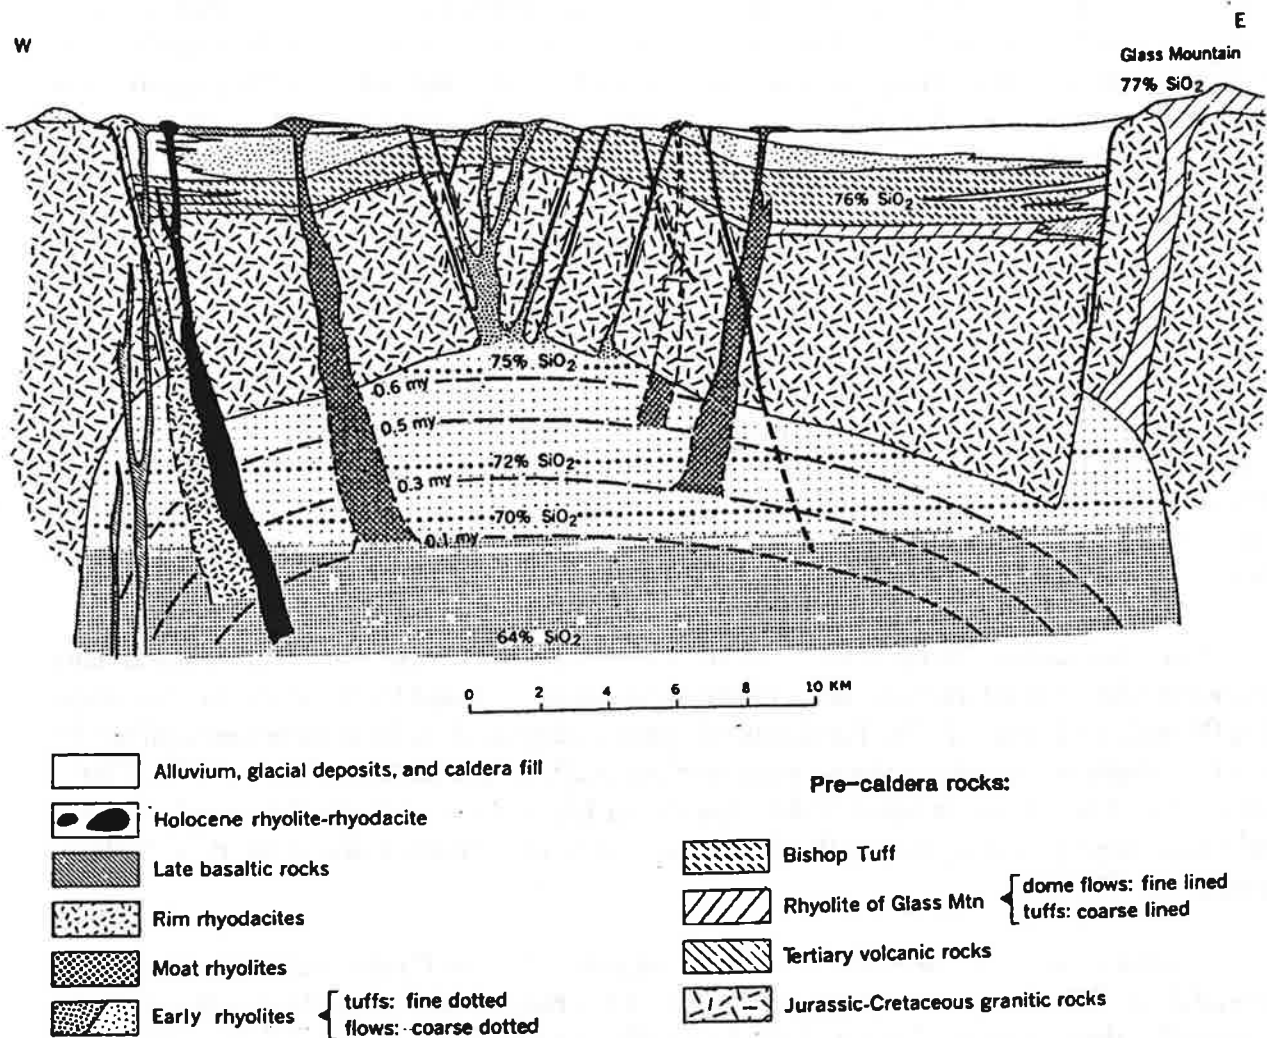 W
E
Glass Mountain
77% SiO2
76% SiO2
75% SiO2
0.6 my
0.5 my
72% SiO2
0.3 my
70% SiO2
0.1 my
64% SiO2
0 2 4 6 8 10 KM
Alluvium, glacial deposits, and caldera fill
Holocene rhyolite-rhyodacite
Late basaltic rocks
Rim rhyodacites
Moat rhyolites
Early rhyolites
tuffs: fine dotted
flows: coarse dotted
Pre-caldera rocks:
Bishop Tuff
Rhyolite of Glass Mtn
dome flows: fine lined
tuffs: coarse lined
Tertiary volcanic rocks
Jurassic-Cretaceous granitic rocks